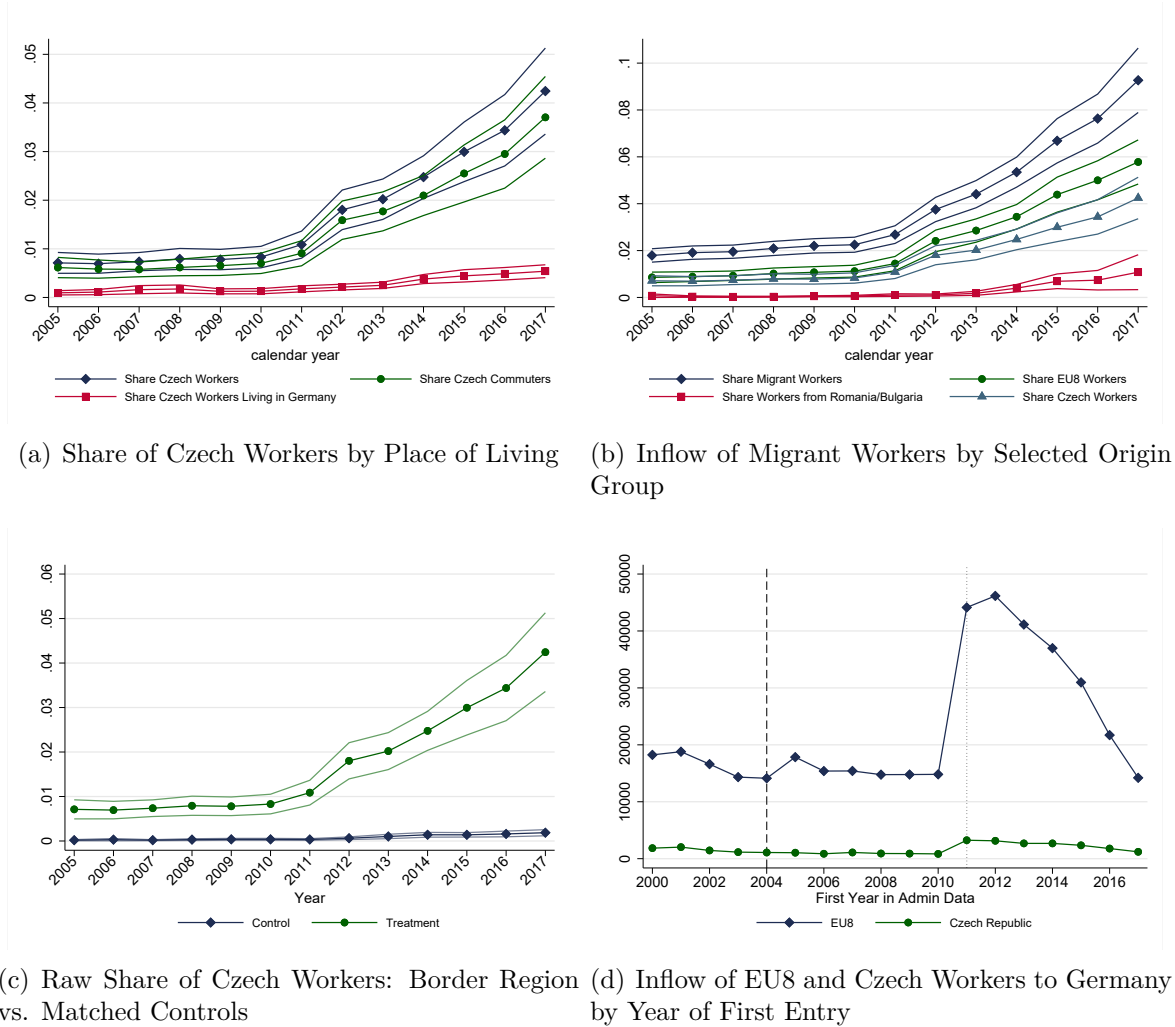 0 .01 .02 .03 .04 .05
2005 2006 2007 2008 2009 2010 2011 2012 2013 2014 2015 2016 2017
calendar year
Share Czech Workers Share Czech Commuters
Share Czech Workers Living in Germany
(a) Share of Czech Workers by Place of Living
0 .02 .04 .06 .08 .1
2005 2006 2007 2008 2009 2010 2011 2012 2013 2014 2015 2016 2017
calendar year
Share Migrant Workers Share EU8 Workers
Share Workers from Romania/Bulgaria Share Czech Workers
(b) Inflow of Migrant Workers by Selected Origin
Group
0 .01 .02 .03 .04 .05 .06
2005 2006 2007 2008 2009 2010 2011 2012 2013 2014 2015 2016 2017
Year
Control Treatment
(c) Raw Share of Czech Workers: Border Region
vs. Matched Controls
0 10000 20000 30000 40000 50000
2000 2002 2004 2006 2008 2010 2012 2014 2016
First Year in Admin Data
EU8 Czech Republic
(d) Inflow of EU8 and Czech Workers to Germany
by Year of First Entry